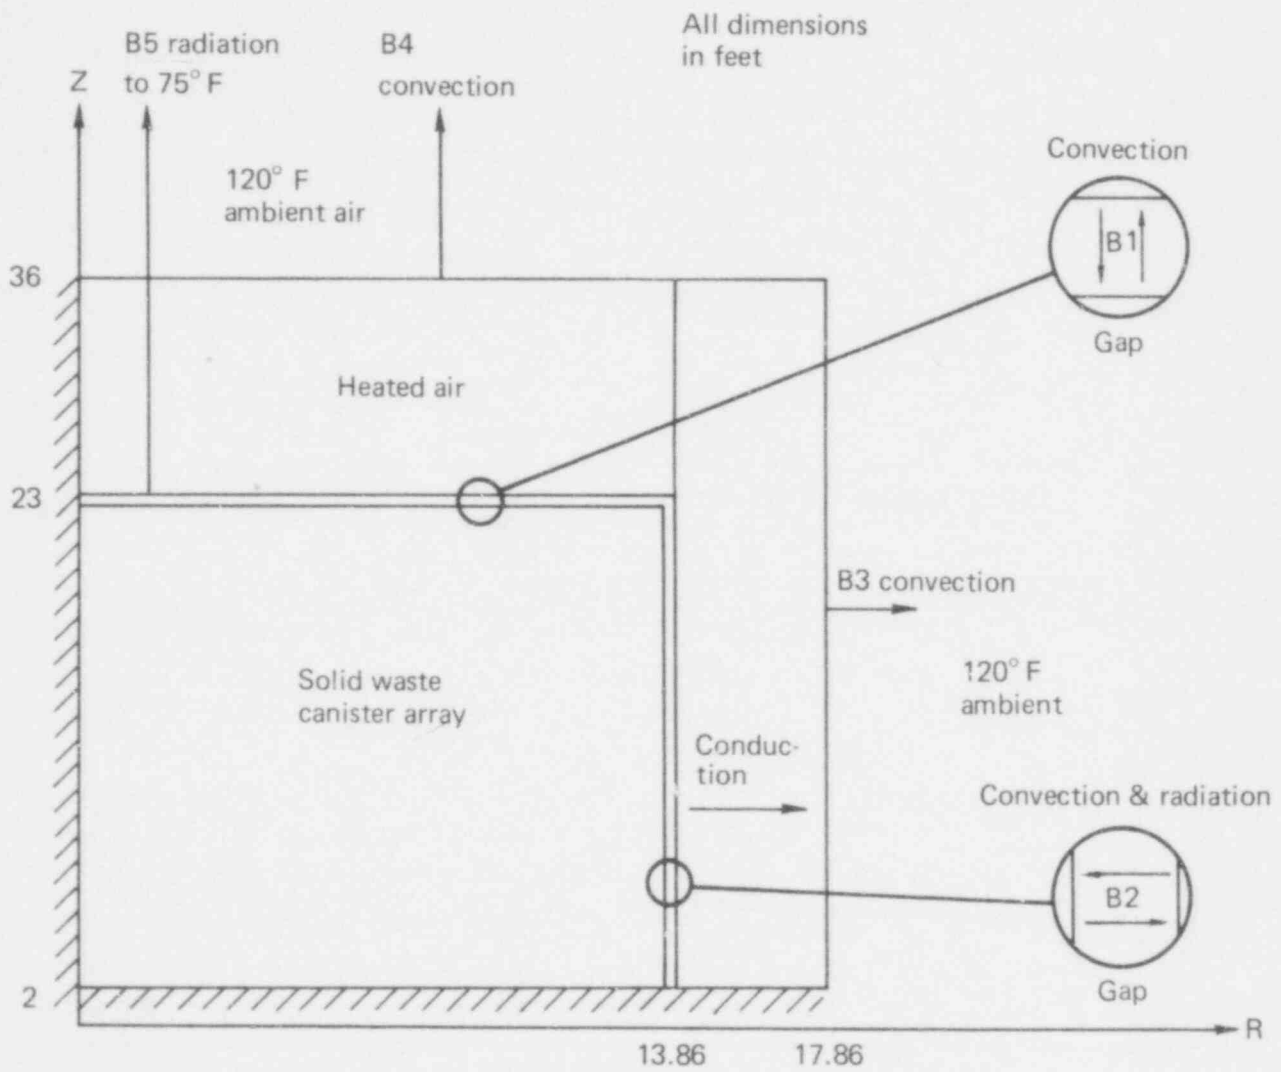 All dimensions
in feet
B5 radiation
to 75° F
B4
convection
Z
120° F
ambient air
Convection
B1
Gap
36
Heated air
23
B3 convection
Solid waste
canister array
120° F
ambient
Conduc-
tion
Convection & radiation
B2
Gap
2
R
13.86
17.86